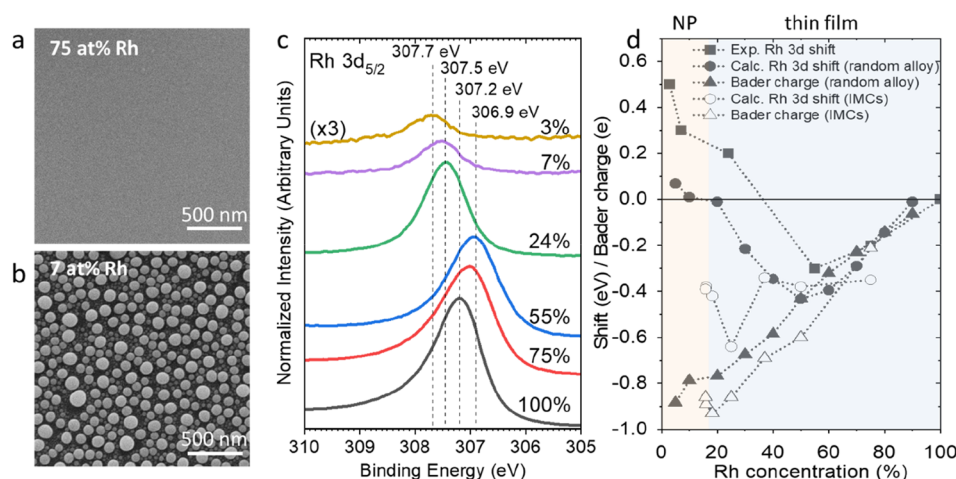 a
75 at% Rh
500 nm
b
7 at% Rh
500 nm
c
Rh 3d5/2
307.7 eV
307.5 eV
307.2 eV
306.9 eV
(x3)
3%
7%
24%
55%
75%
100%
Normalized Intensity (Arbitrary Units)
310 309 308 307 306 305
Binding Energy (eV)
d
NP thin film
Exp. Rh 3d shift
Calc. Rh 3d shift (random alloy)
Bader charge (random alloy)
Calc. Rh 3d shift (IMCs)
Bader charge (IMCs)
Shift (eV) / Bader charge (e)
0.6
0.4
0.2
0.0
-0.2
-0.4
-0.6
-0.8
-1.0
0 20 40 60 80 100
Rh concentration (%)